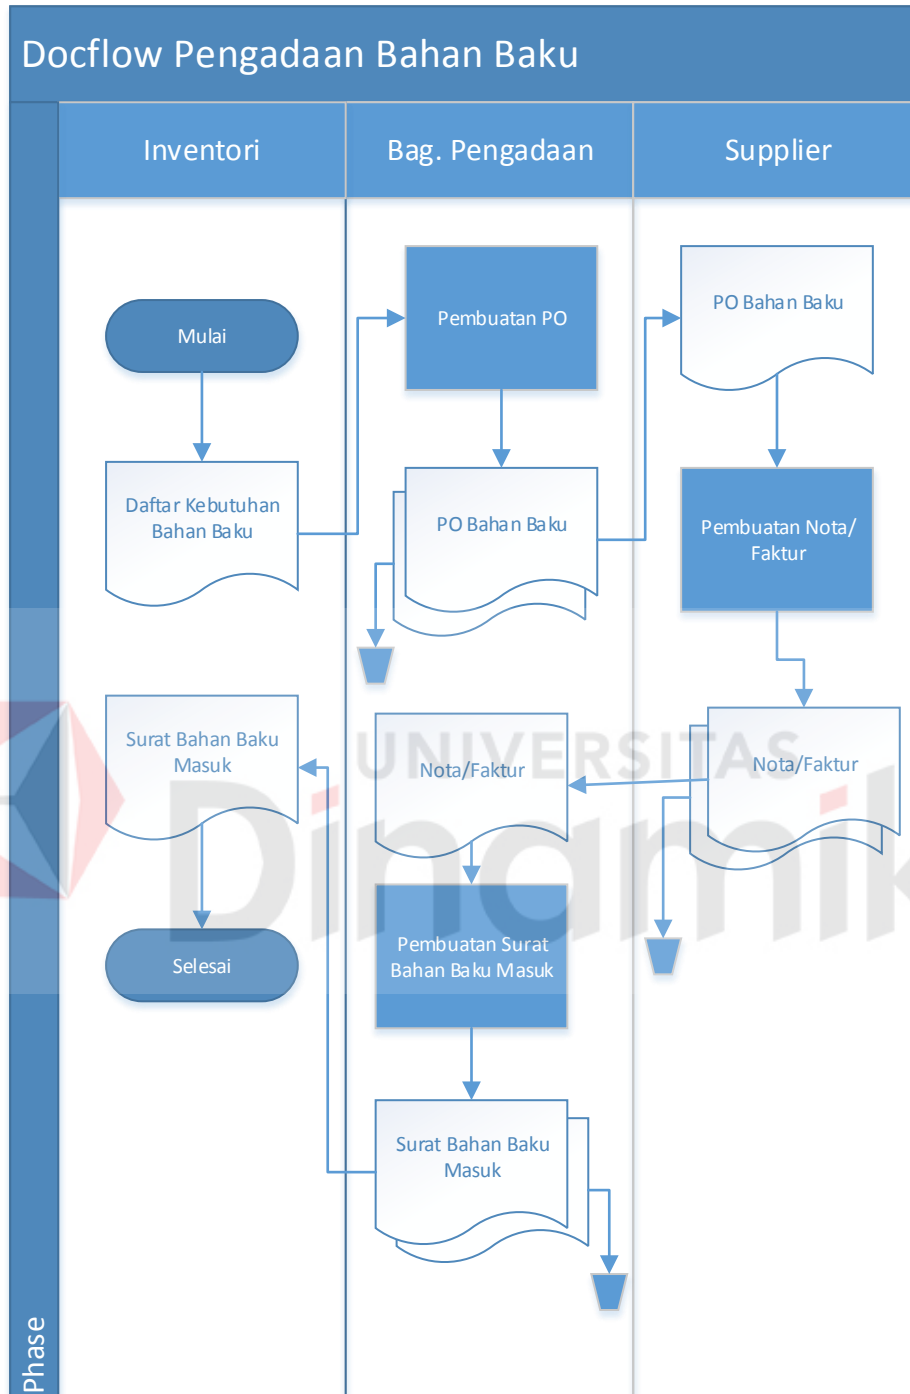 Docflow Pengadaan Bahan Baku
Inventori
Bag. Pengadaan
Supplier
Mulai
Daftar Kebutuhan
Bahan Baku
Pembuatan PO
PO Bahan Baku
PO Bahan Baku
Pembuatan Nota/
Faktur
Nota/Faktur
Nota/Faktur
Pembuatan Surat
Bahan Baku Masuk
Surat Bahan Baku
Masuk
Surat Bahan Baku
Masuk
Selesai
Phase
UNIVERSITAS
Dinamik